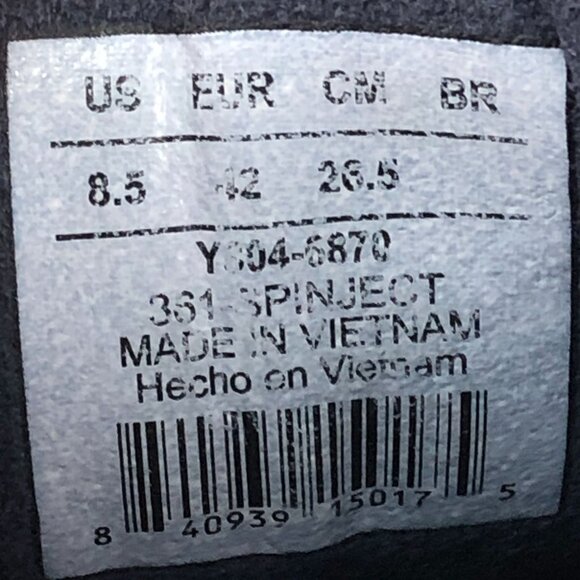 US EUR CM BR
8.5 42 26.5
Y804-6870
361-SPINJECT
MADE IN VIETNAM
Hecho en Vietnam
8 40939 15017 5